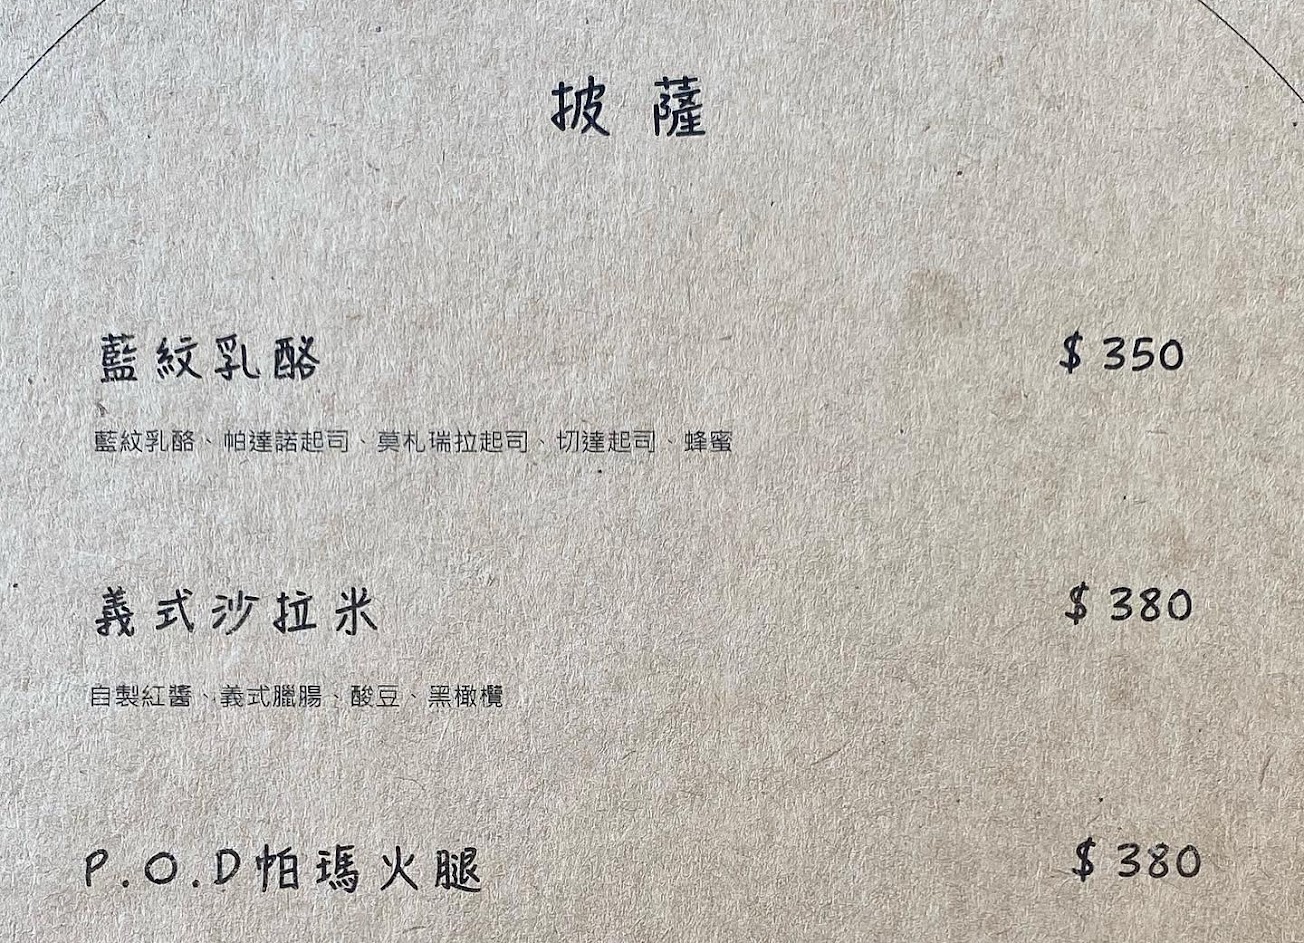 披薩
藍紋乳酪 $350
藍紋乳酪、帕達諾起司、莫札瑞拉起司、切達起司、蜂蜜
義式沙拉米 $380
自製紅醬、義式臘腸、酸豆、黑橄欖
P.O.D帕瑪火腿 $380